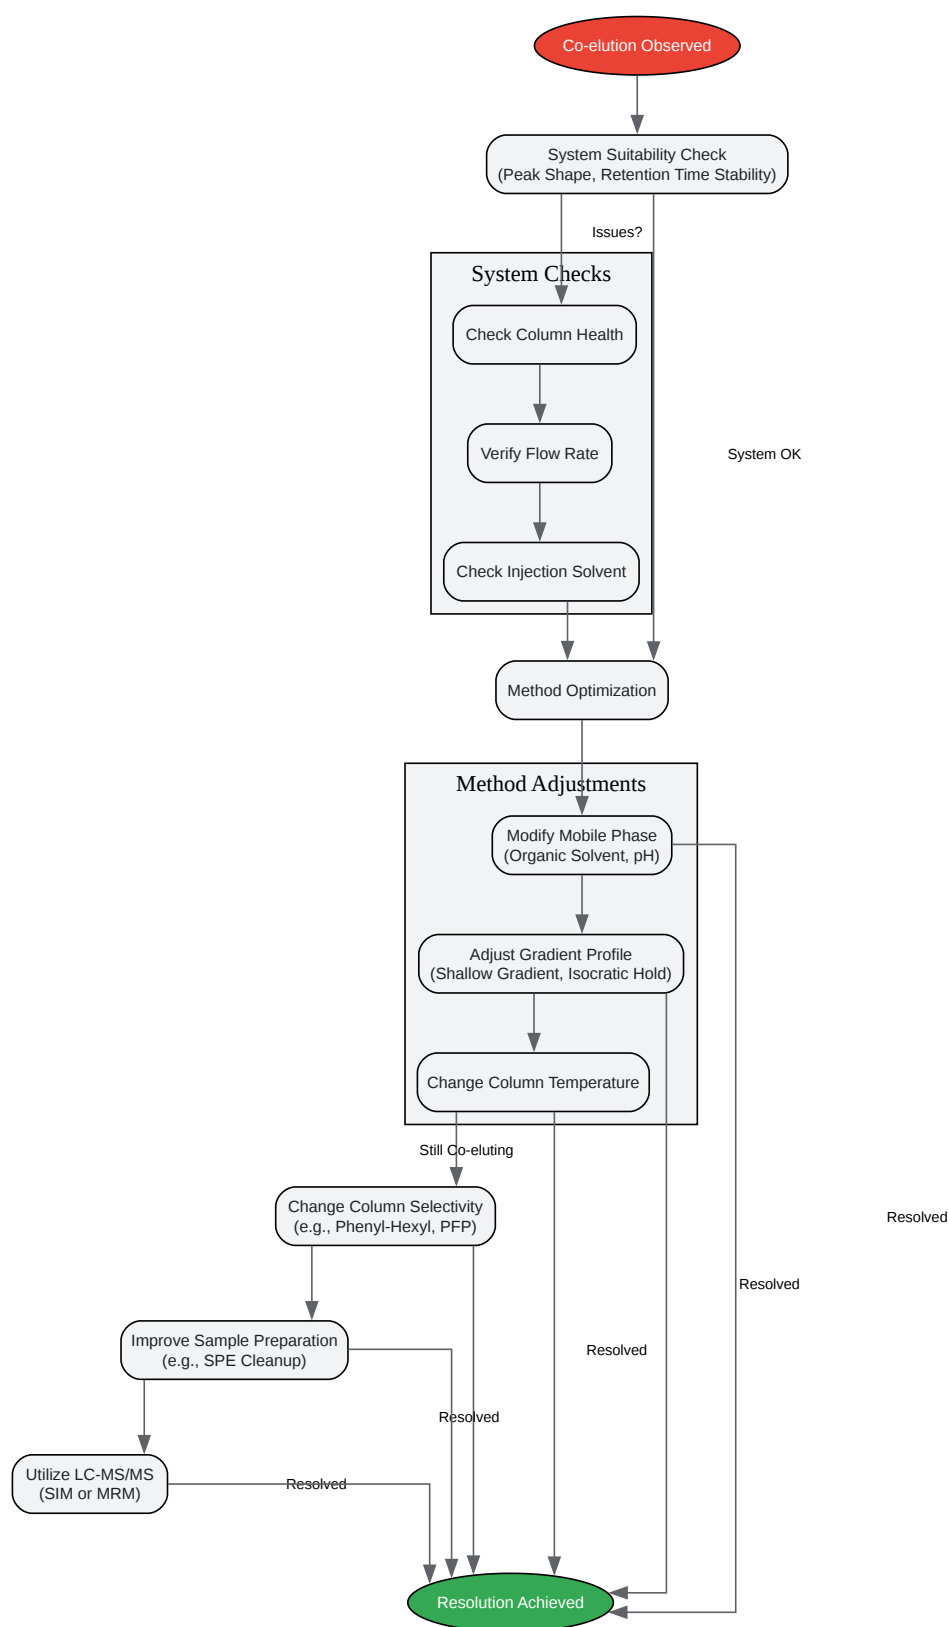 Co-elution Observed
System Suitability Check
(Peak Shape, Retention Time Stability)
Issues?
System Checks
Check Column Health
Verify Flow Rate
System OK
Check Injection Solvent
Method Optimization
Method Adjustments
Modify Mobile Phase
(Organic Solvent, pH)
Adjust Gradient Profile
(Shallow Gradient, Isocratic Hold)
Change Column Temperature
Still Co-eluting
Change Column Selectivity
(e.g., Phenyl-Hexyl, PFP)
Resolved
Resolved
Improve Sample Preparation
(e.g., SPE Cleanup)
Resolved
Resolved
Utilize LC-MS/MS
(SIM or MRM)
Resolved
Resolution Achieved